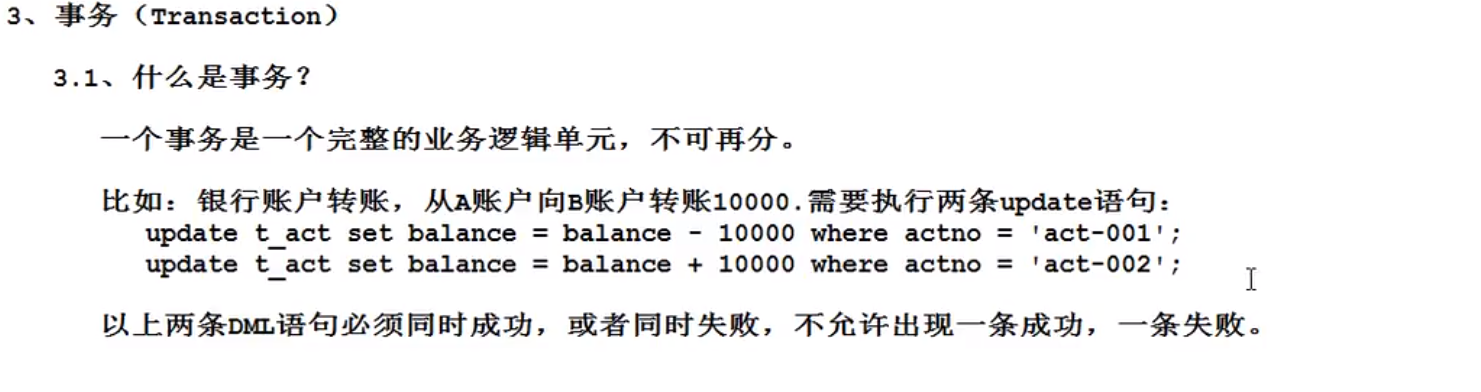 3、事务（Transaction）
3.1、什么是事务？
一个事务是一个完整的业务逻辑单元，不可再分。
比如：银行账户转账，从A账户向B账户转账10000.需要执行两条update语句：
update t_act set balance = balance - 10000 where actno = 'act-001';
update t_act set balance = balance + 10000 where actno = 'act-002';
以上两条DML语句必须同时成功，或者同时失败，不允许出现一条成功，一条失败。